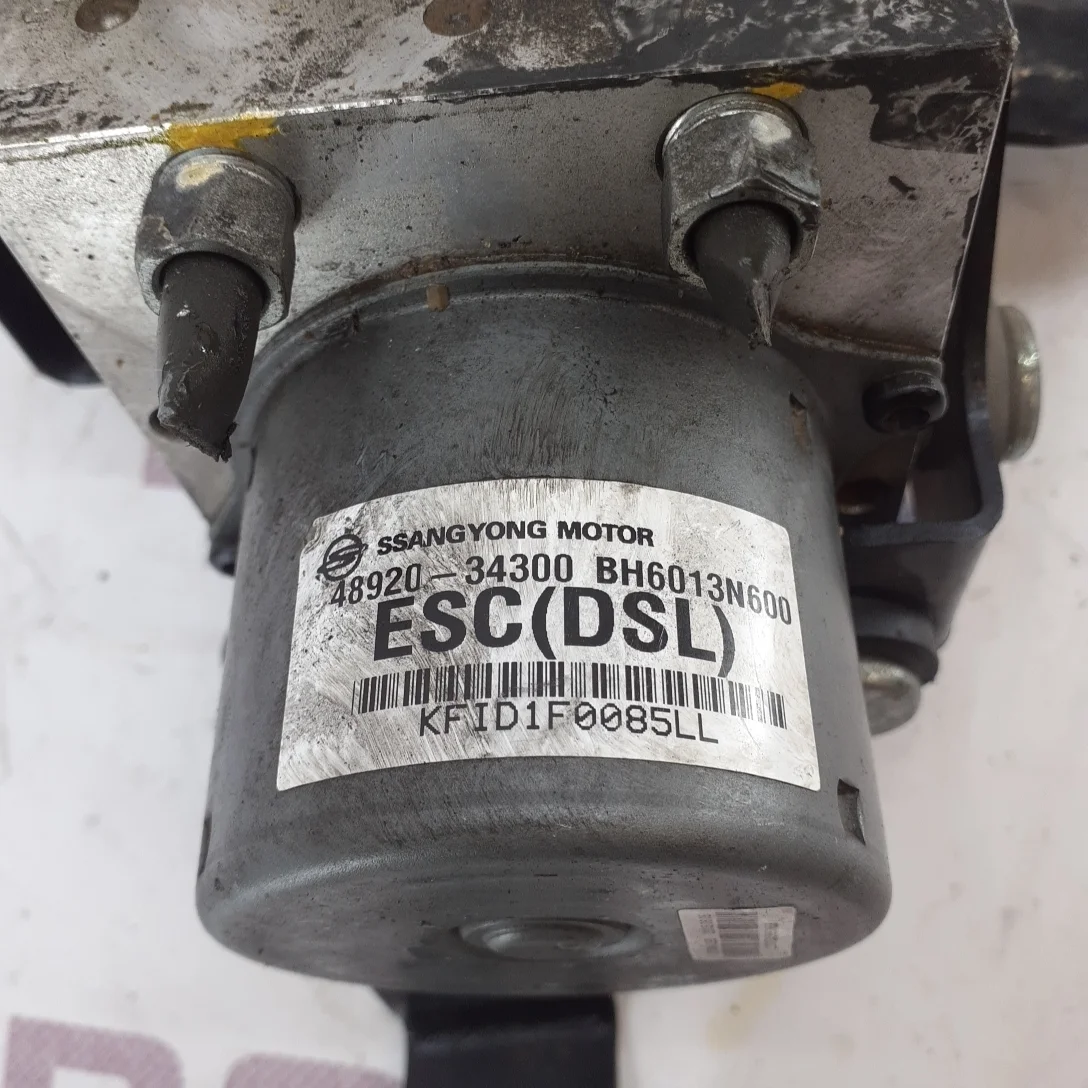 SSANGYONG MOTOR
48920-34300 BH6013N600
ESC(DSL)
KFID1F0085LL